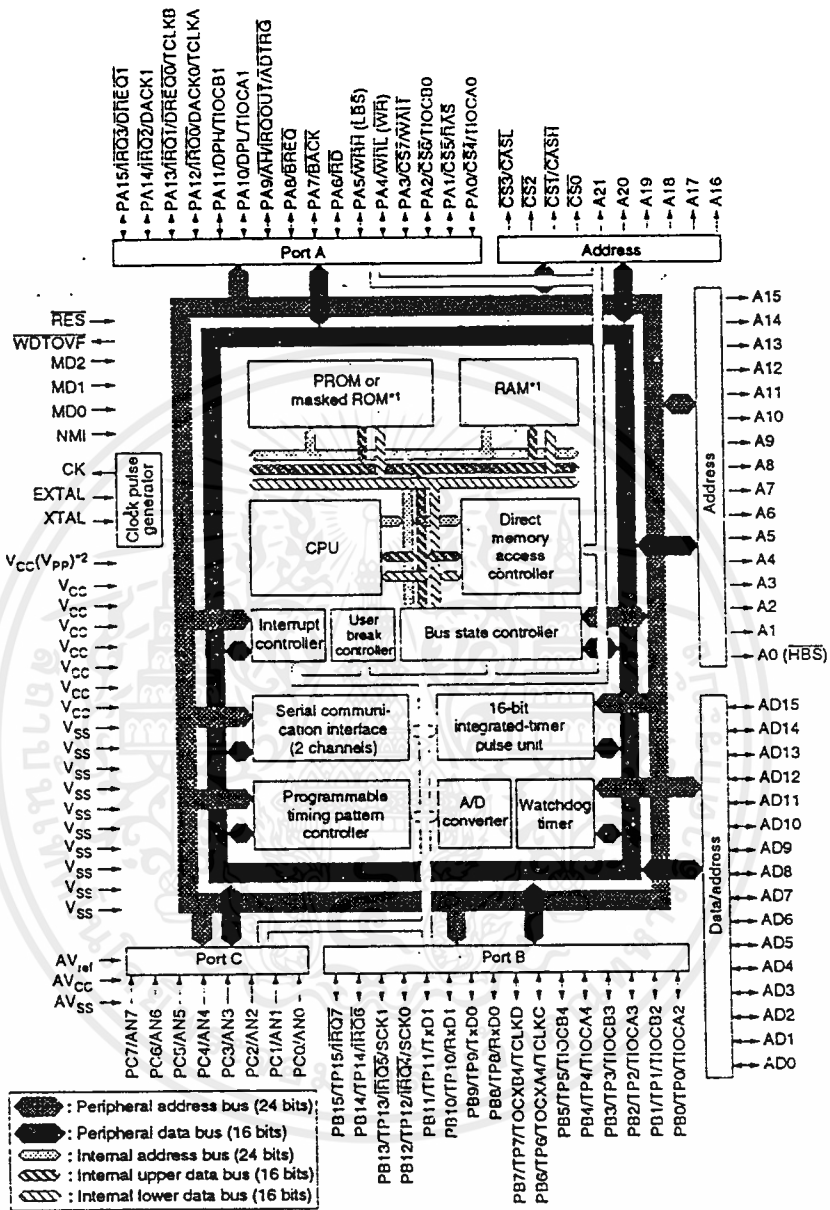 PA15/IRQ3/DREQ1
PA14/IRQ2/DACK1
PA13/IRQ1/DREQ0/TCLKB
PA12/IRQ0/DACK0/TCLKA
PA11/DPH/TIOCB1
PA10/DPL/TIOCA1
PA9/AH/IRQOUT/ADTRG
PA8/BREQ
PA7/BACK
PA6/RD
PA5/WRH (LBS)
PA4/WRL (WR)
PA3/CS7/WAIT
PA2/CS6/TIOCB0
PA1/CS5/RAS
PA0/CS4/TIOCA0
CS3/CASL
CS2
CS1/CASH
CS0
A21
A20
A19
A18
A17
A16
Port A
Address
RES
WDTOVF
MD2
MD1
MD0
NMI
CK
EXTAL
XTAL
Clock pulse
generator
VCC(VPP)*2
VCC
VCC
VCC
VCC
VCC
VCC
VCC
VSS
VSS
VSS
VSS
VSS
VSS
VSS
VSS
VSS
VSS
AVref
AVCC
AVSS
PROM or
masked ROM*1
RAM*1
CPU
Direct
memory
access
controller
Interrupt
controller
User
break
controller
Bus state controller
Serial communi-
cation interface
(2 channels)
16-bit
integrated-timer
pulse unit
Programmable
timing pattern
controller
A/D
converter
Watchdog
timer
Address
A15
A14
A13
A12
A11
A10
A9
A8
A7
A6
A5
A4
A3
A2
A1
A0 (HBS)
Data/address
AD15
AD14
AD13
AD12
AD11
AD10
AD9
AD8
AD7
AD6
AD5
AD4
AD3
AD2
AD1
AD0
Port C
Port B
PC7/AN7
PC6/AN6
PC5/AN5
PC4/AN4
PC3/AN3
PC2/AN2
PC1/AN1
PC0/AN0
PB15/TP15/IRQ7
PB14/TP14/IRQ6
PB13/TP13/IRQ5/SCK1
PB12/TP12/IRQ4/SCK0
PB11/TP11/TxD1
PB10/TP10/RxD1
PB9/TP9/TxD0
PB8/TP8/RxD0
PB7/TP7/TOCXB4/TCLKD
PB6/TP6/TOCXA4/TCLKC
PB5/TP5/TIOCB4
PB4/TP4/TIOCA4
PB3/TP3/TIOCB3
PB2/TP2/TIOCA3
PB1/TP1/TIOCB2
PB0/TP0/TIOCA2
: Peripheral address bus (24 bits)
: Peripheral data bus (16 bits)
: Internal address bus (24 bits)
: Internal upper data bus (16 bits)
: Internal lower data bus (16 bits)